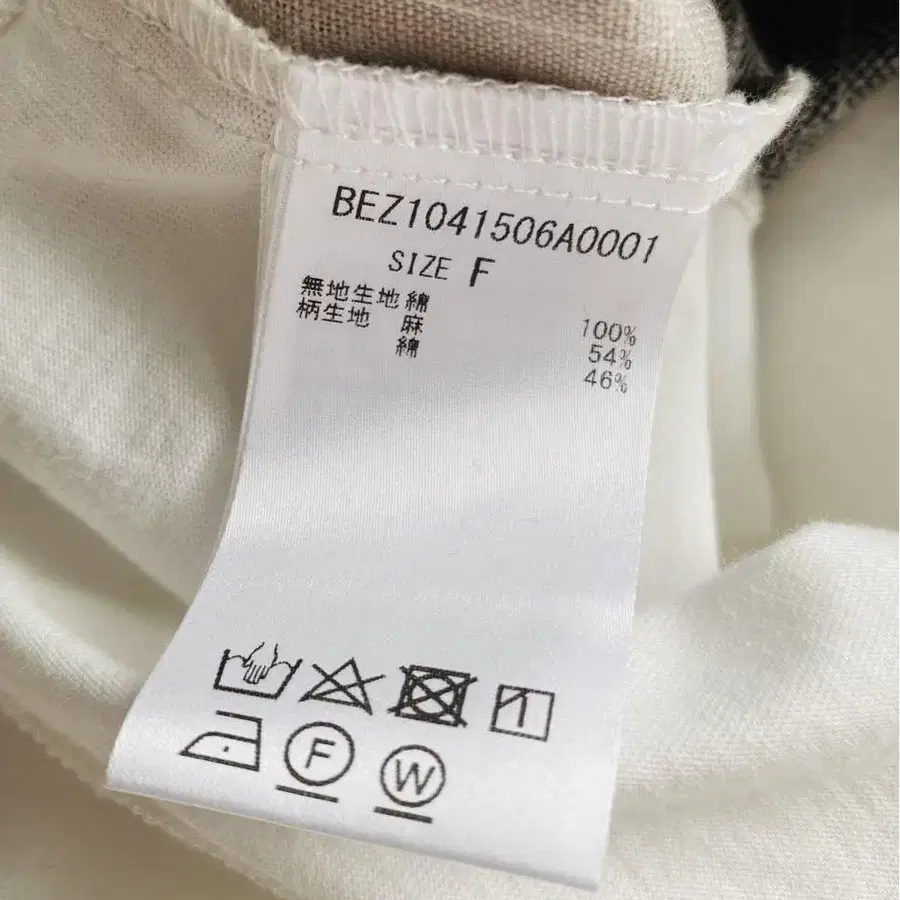 BEZ1041506A0001
SIZE F
無地生地 綿 100%
柄生地 麻 54%
綿 46%
F
W